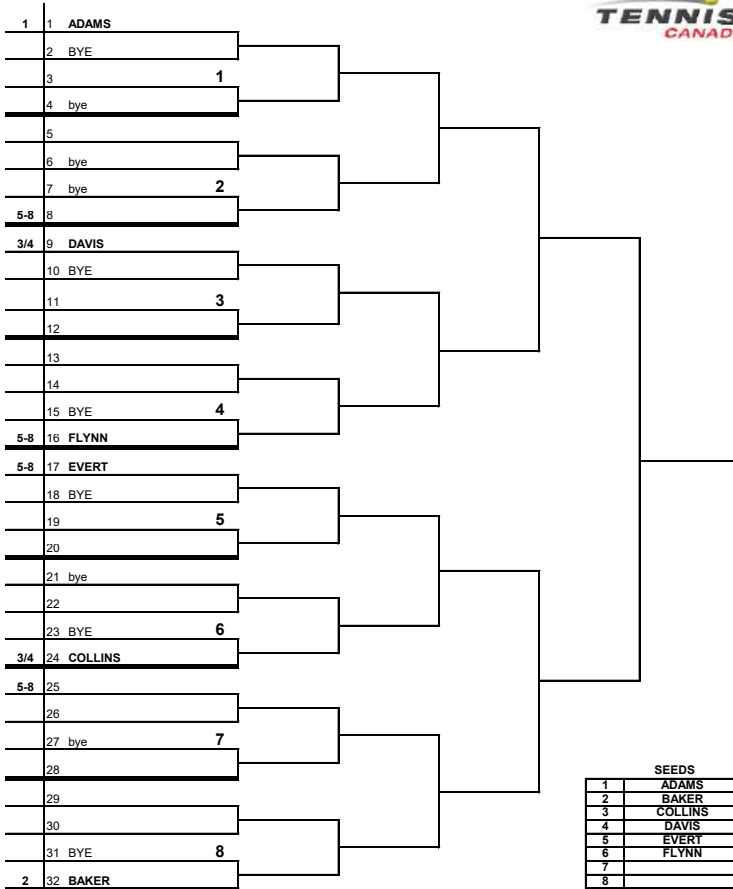 TENNIS
CANAD
1 1 ADAMS
2 BYE
3 1
4 bye
5
6 bye
7 bye 2
5-8 8
3/4 9 DAVIS
10 BYE
11 3
12
13
14
15 BYE 4
5-8 16 FLYNN
5-8 17 EVERT
18 BYE
19 5
20
21 bye
22
23 BYE 6
3/4 24 COLLINS
5-8 25
26
27 bye 7
28
29
30
31 BYE 8
2 32 BAKER
SEEDS
1 ADAMS
2 BAKER
3 COLLINS
4 DAVIS
5 EVERT
6 FLYNN
7
8